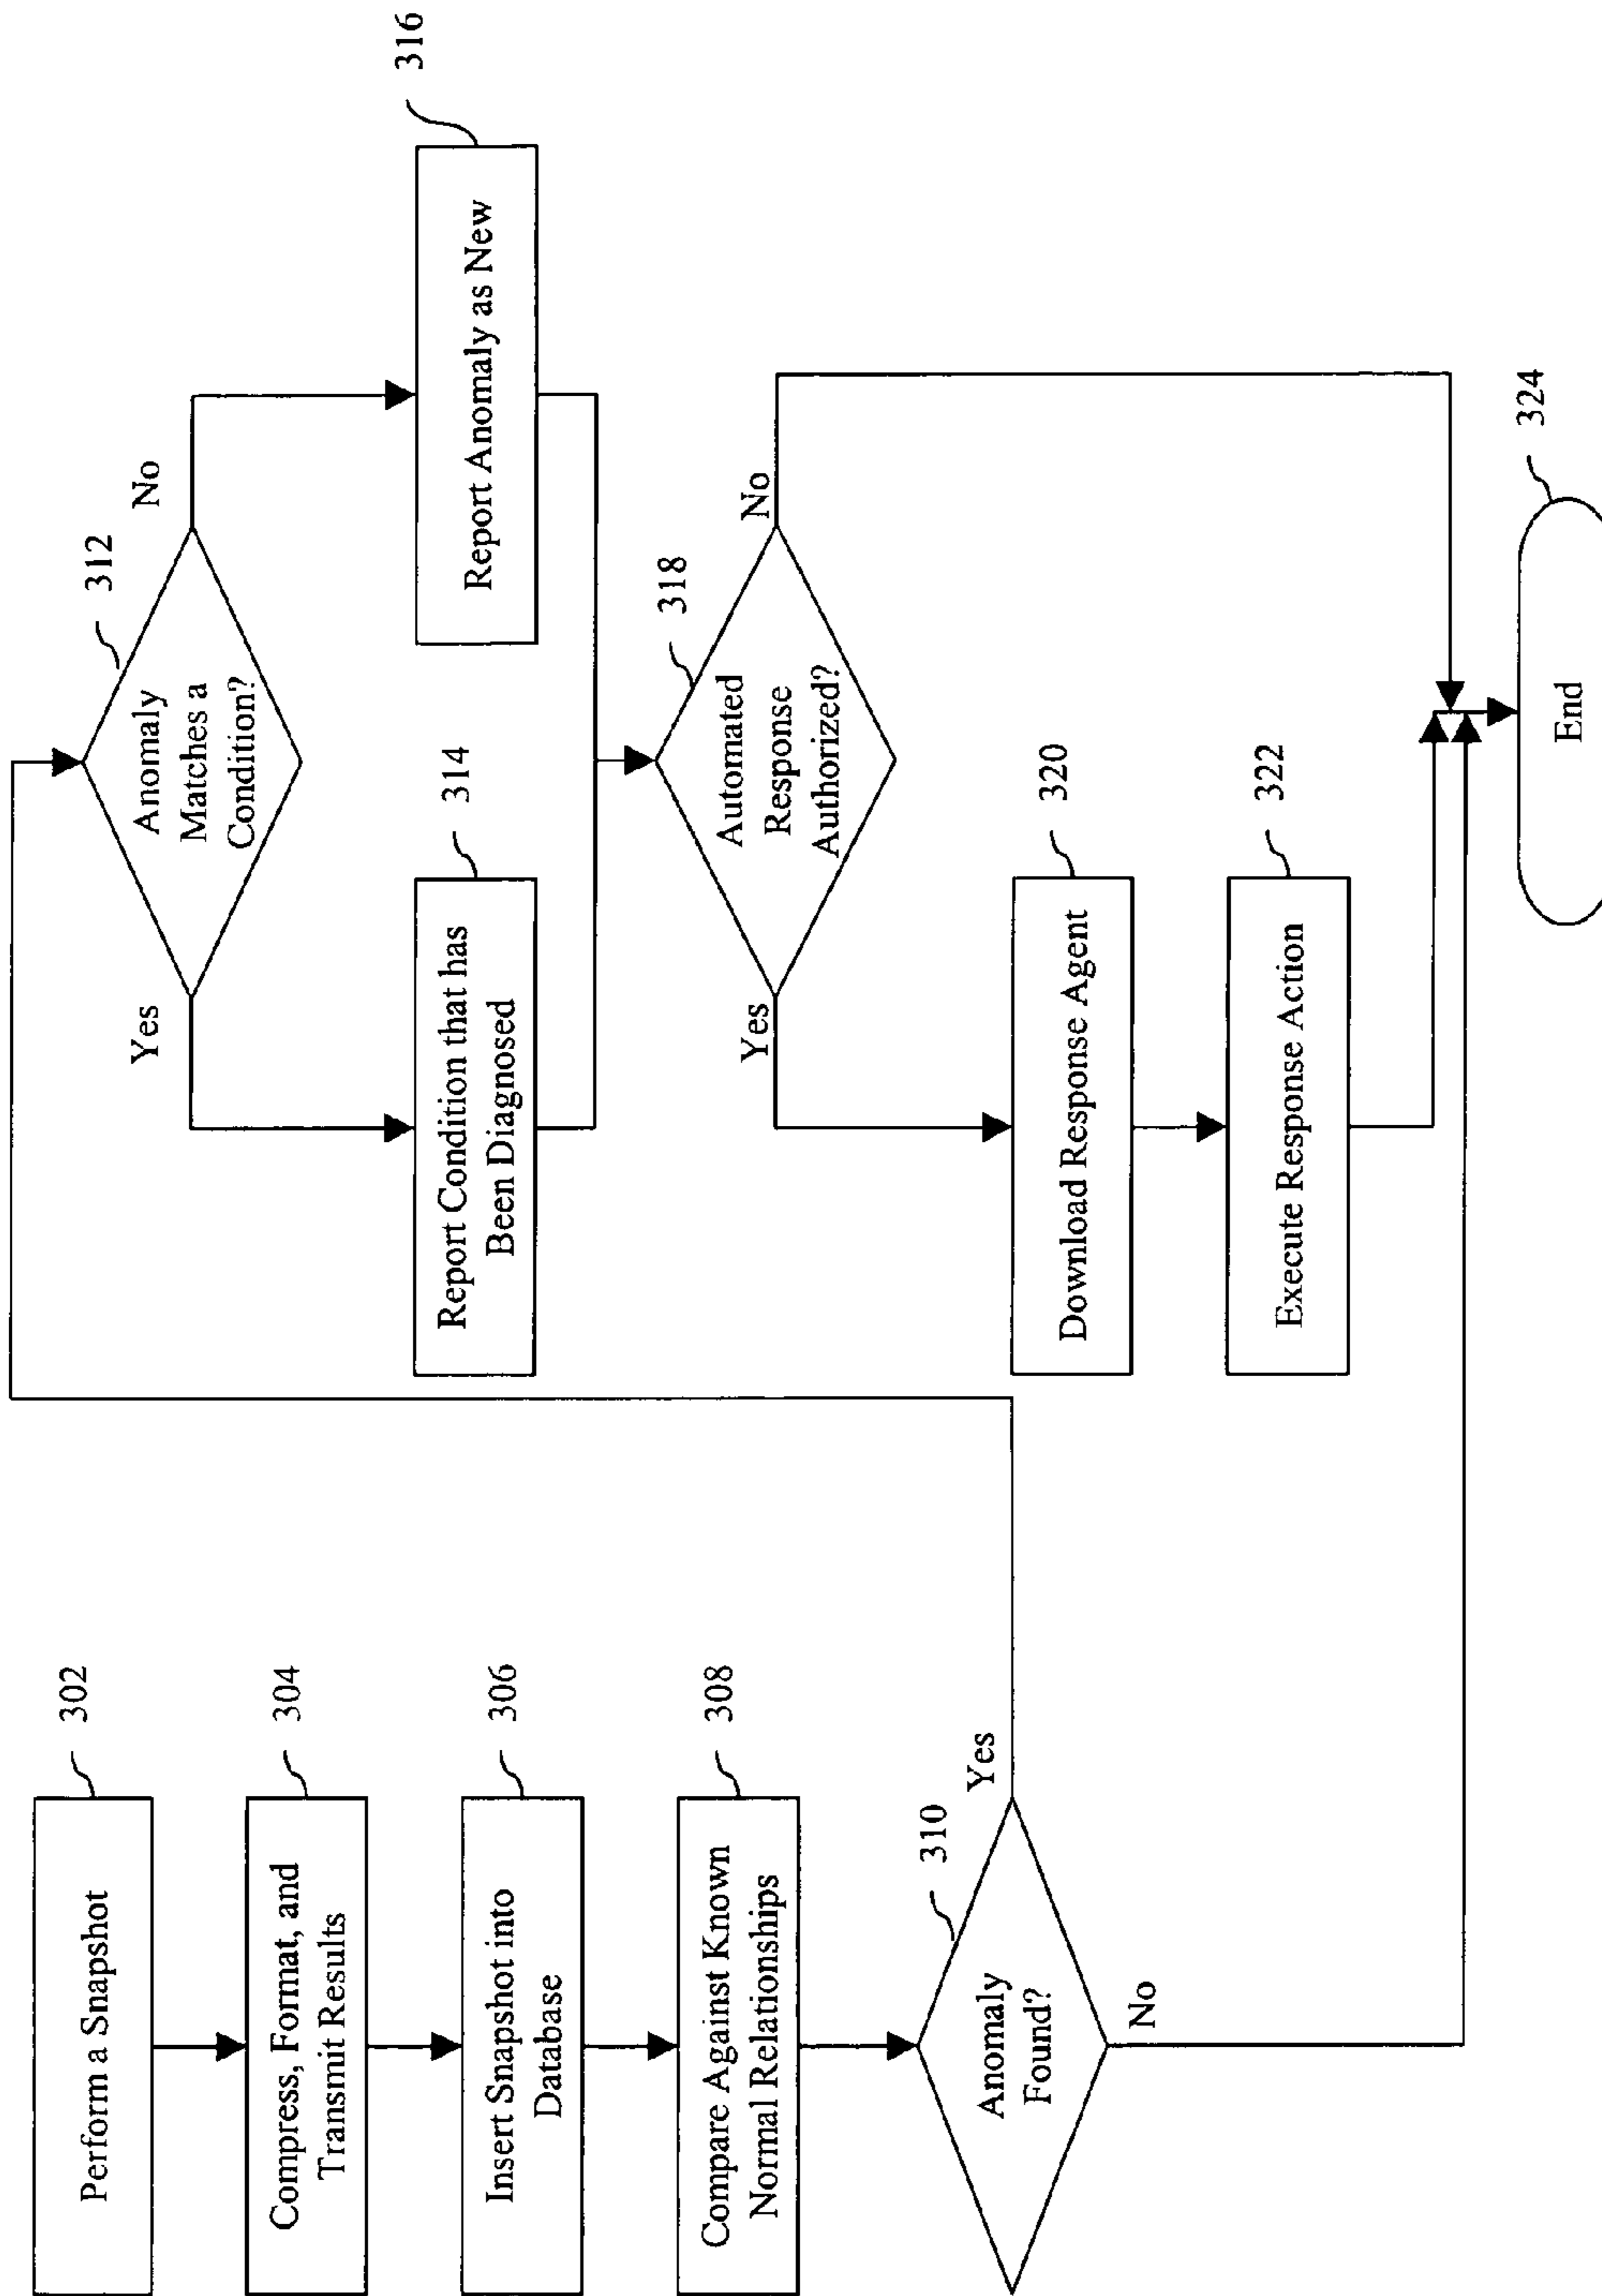 302
Perform a Snapshot
304
Compress, Format, and
Transmit Results
306
Insert Snapshot into
Database
308
Compare Against Known
Normal Relationships
310
Anomaly
Found?
Yes
No
312
Anomaly
Matches a
Condition?
Yes
No
314
Report Condition that has
Been Diagnosed
316
Report Anomaly as New
318
Automated
Response
Authorized?
Yes
No
320
Download Response Agent
322
Execute Response Action
324
End